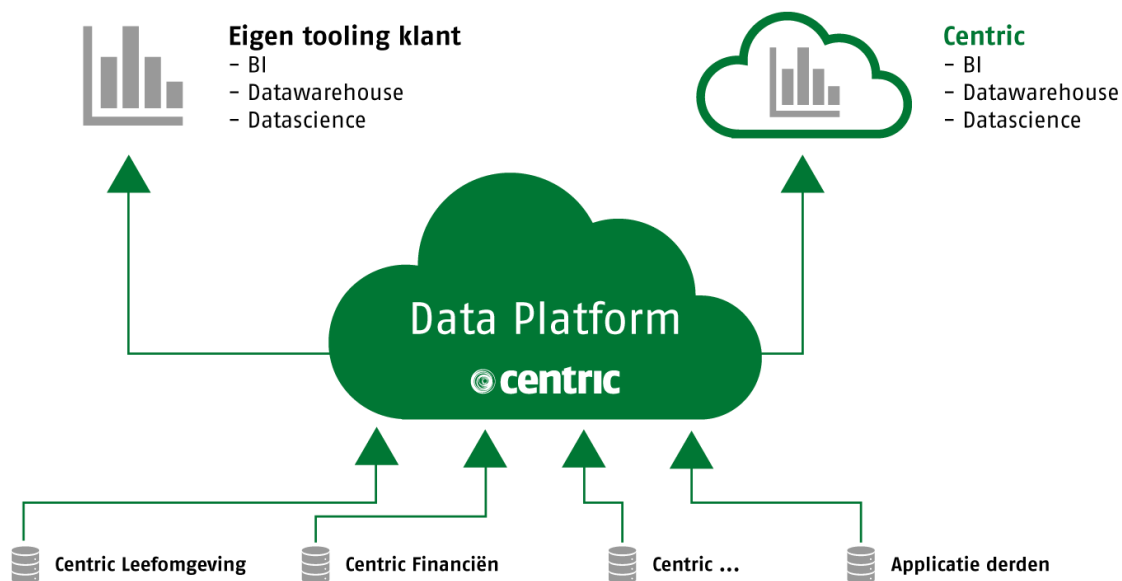 Eigen tooling klant
– BI
– Datawarehouse
– Datascience
Centric
– BI
– Datawarehouse
– Datascience
Data Platform
centric
Centric Leefomgeving
Centric Financiën
Centric ...
Applicatie derden